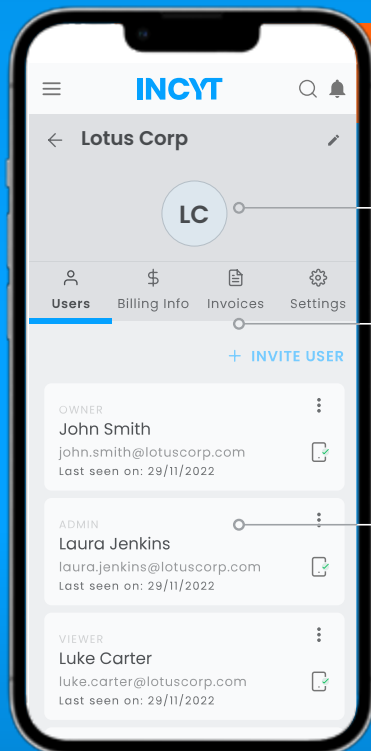 INCYT
Lotus Corp
LC
Users Billing Info Invoices Settings
+ INVITE USER
OWNER
John Smith
john.smith@lotuscorp.com
Last seen on: 29/11/2022
ADMIN
Laura Jenkins
laura.jenkins@lotuscorp.com
Last seen on: 29/11/2022
VIEWER
Luke Carter
luke.carter@lotuscorp.com
Last seen on: 29/11/2022